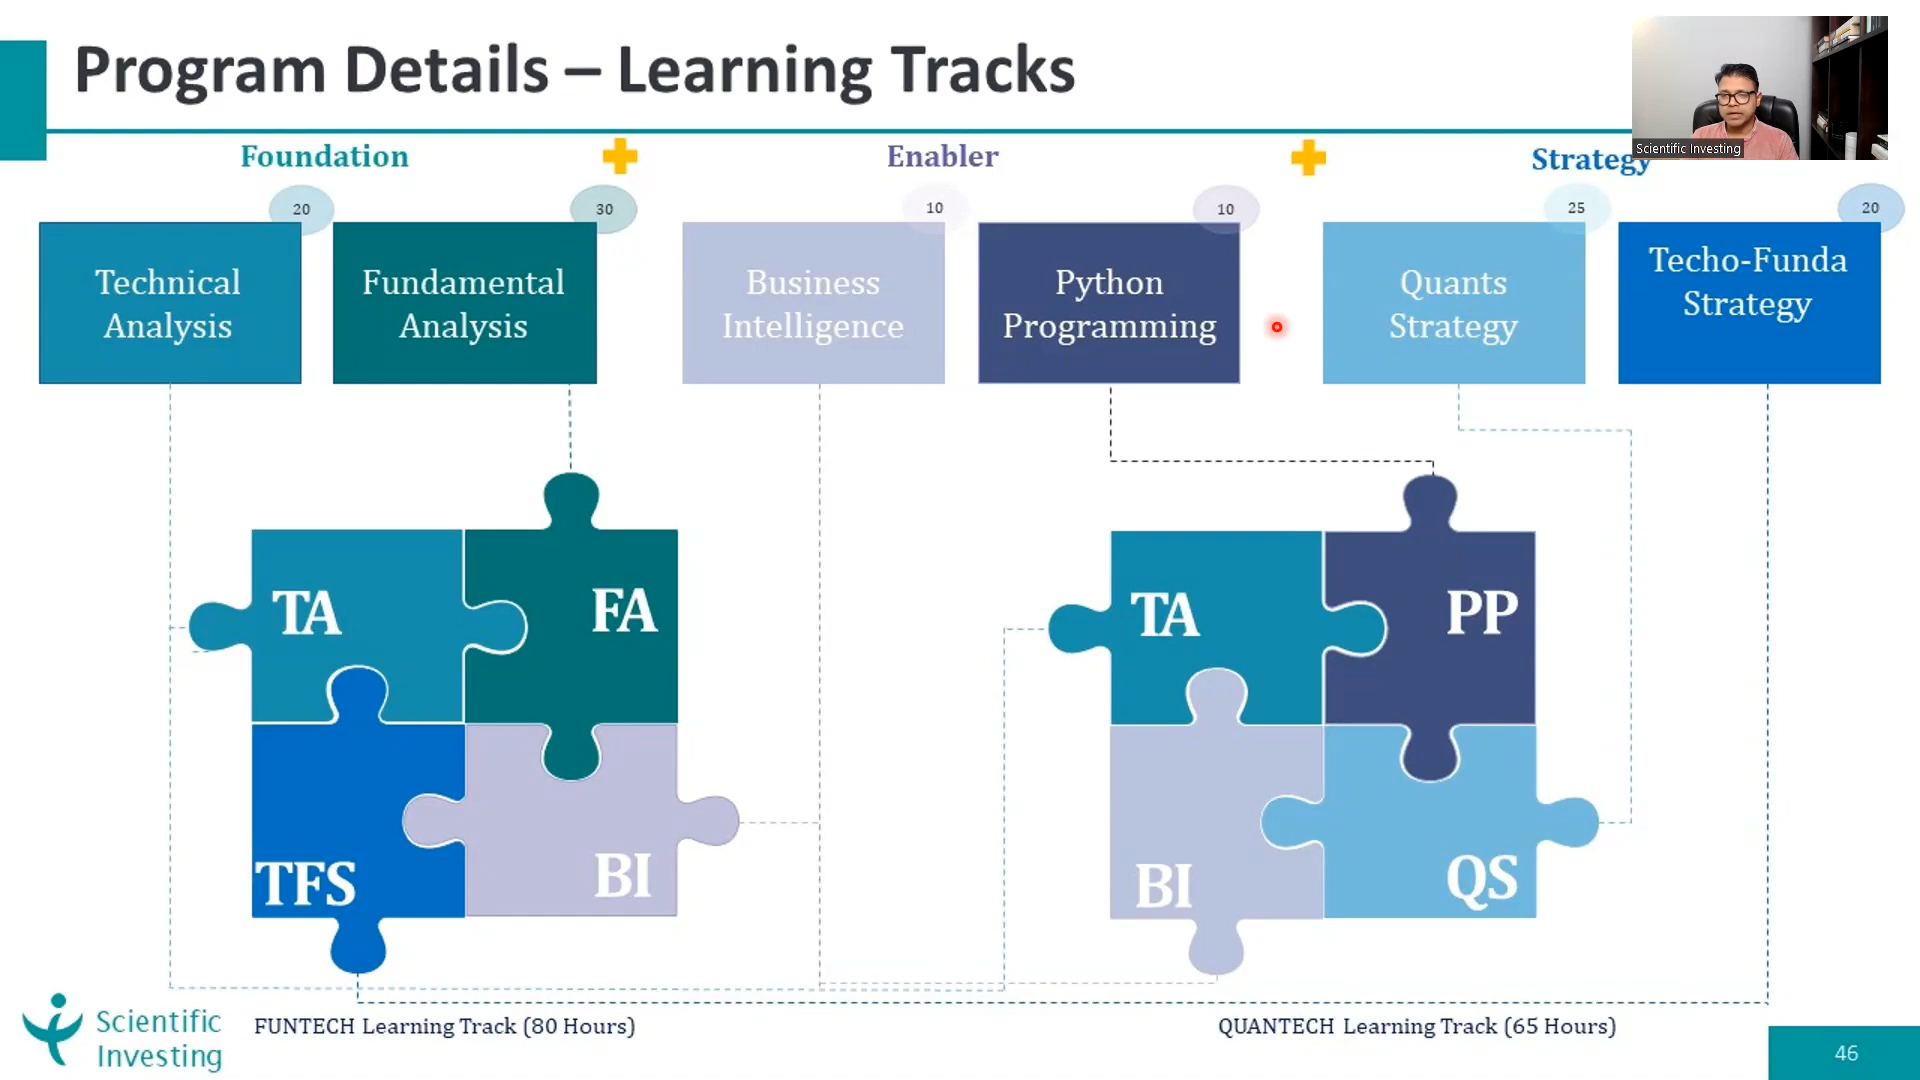 Program Details – Learning Tracks
Scientific Investing
Foundation
Enabler
Strategy
20
30
10
10
25
20
Technical
Analysis
Fundamental
Analysis
Business
Intelligence
Python
Programming
Quants
Strategy
Techo-Funda
Strategy
TA
FA
TFS
BI
TA
PP
BI
QS
Scientific
Investing
FUNTECH Learning Track (80 Hours)
QUANTECH Learning Track (65 Hours)
46